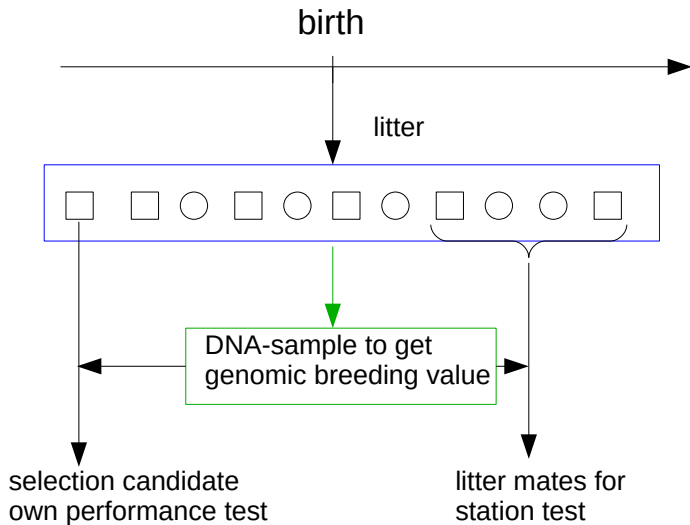 birth
litter
DNA-sample to get
genomic breeding value
selection candidate
own performance test
litter mates for
station test